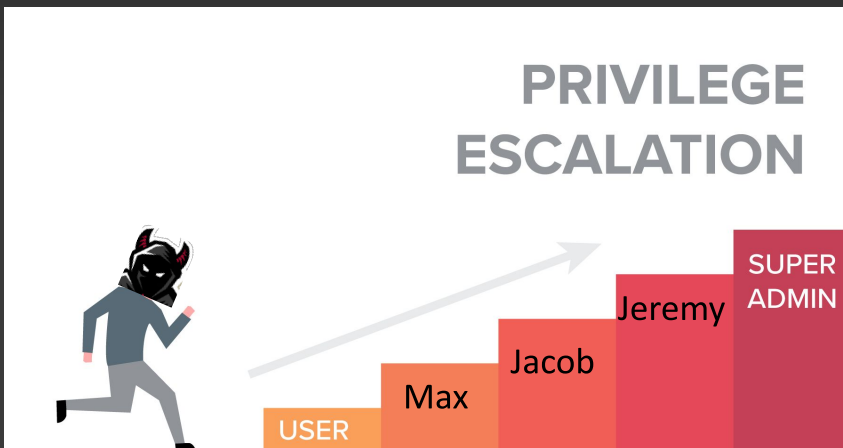 PRIVILEGE
ESCALATION
SUPER
ADMIN
Jeremy
Jacob
Max
USER